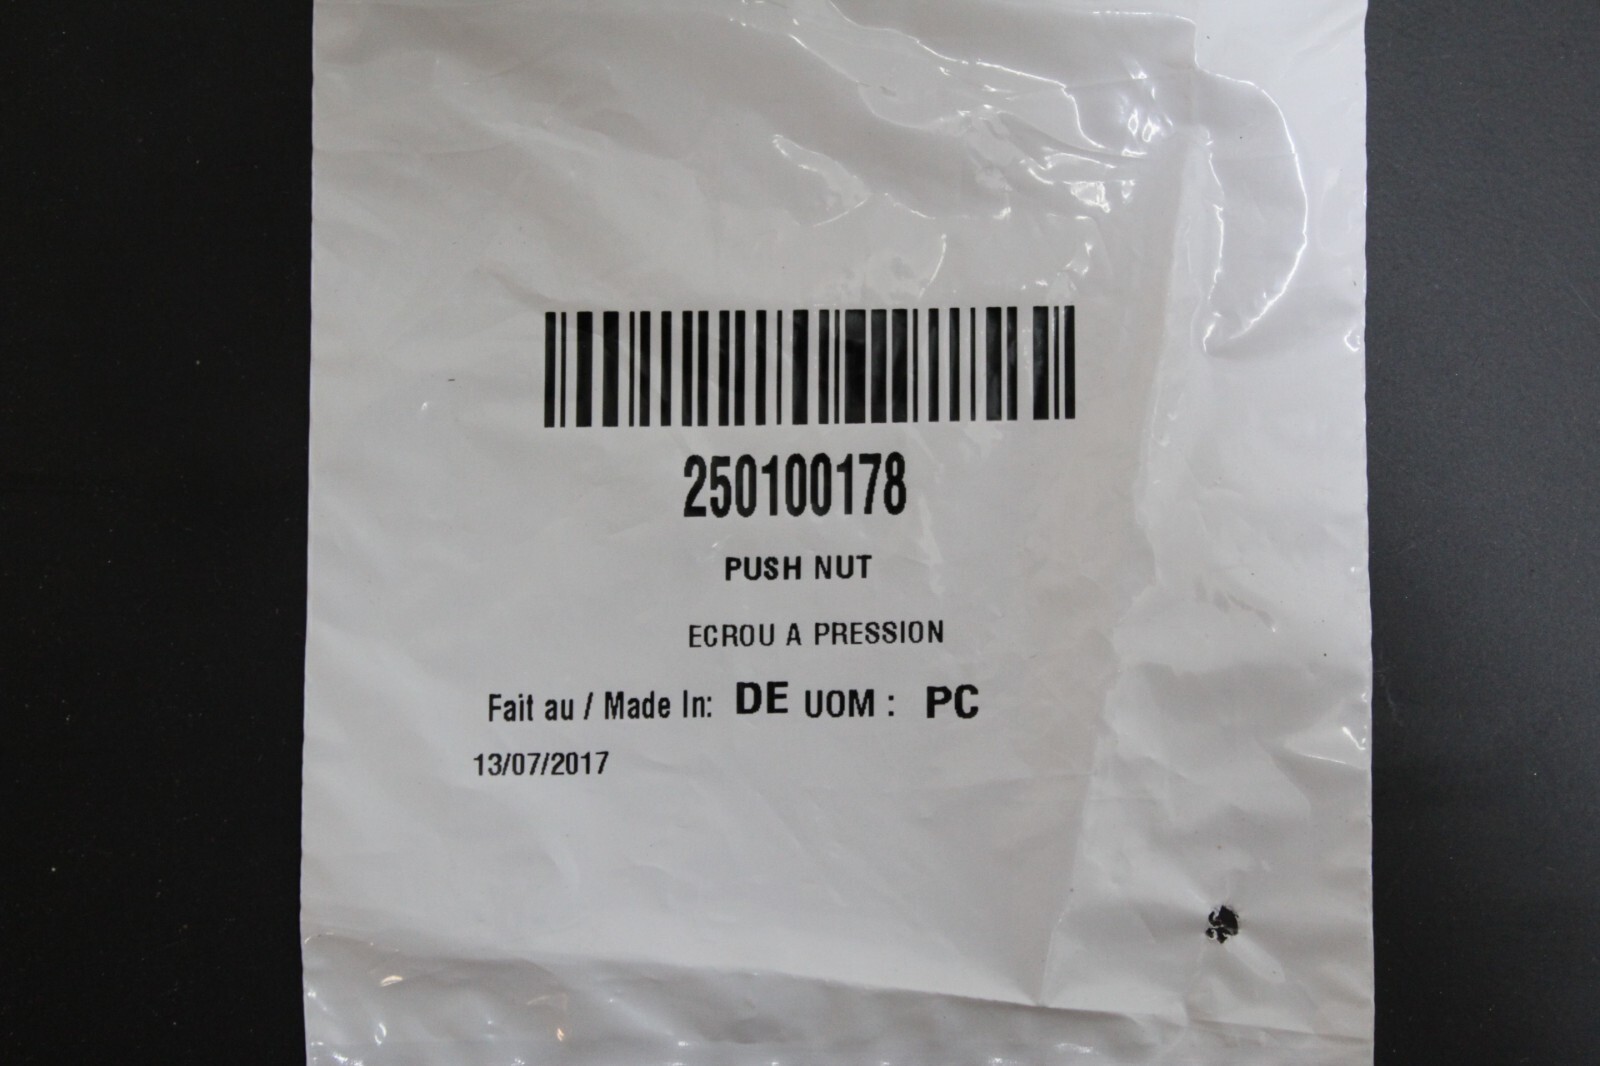 250100178
PUSH NUT
ECROU A PRESSION
Fait au / Made In: DE UOM : PC
13/07/2017